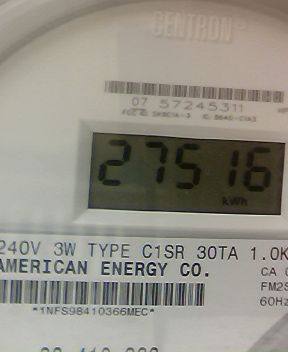 CENTRON
07 57245311
27516
kWh
240V 3W TYPE C1SR 30TA 1.0K
AMERICAN ENERGY CO.
CA
FM2S
60Hz
*1NFS98410366MEC*